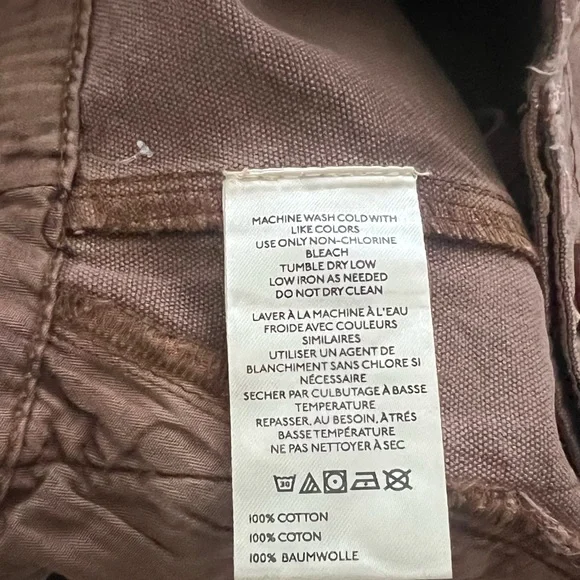 MACHINE WASH COLD WITH
LIKE COLORS
USE ONLY NON-CHLORINE
BLEACH
TUMBLE DRY LOW
LOW IRON AS NEEDED
DO NOT DRY CLEAN
LAVER À LA MACHINE À L'EAU
FROIDE AVEC COULEURS
SIMILAIRES
UTILISER UN AGENT DE
BLANCHIMENT SANS CHLORE SI
NÉCESSAIRE
SECHER PAR CULBUTAGE À BASSE
TEMPERATURE
REPASSER, AU BESOIN, À TRÉS
BASSE TEMPÉRATURE
NE PAS NETTOYER À SEC
30
100% COTTON
100% COTON
100% BAUMWOLLE